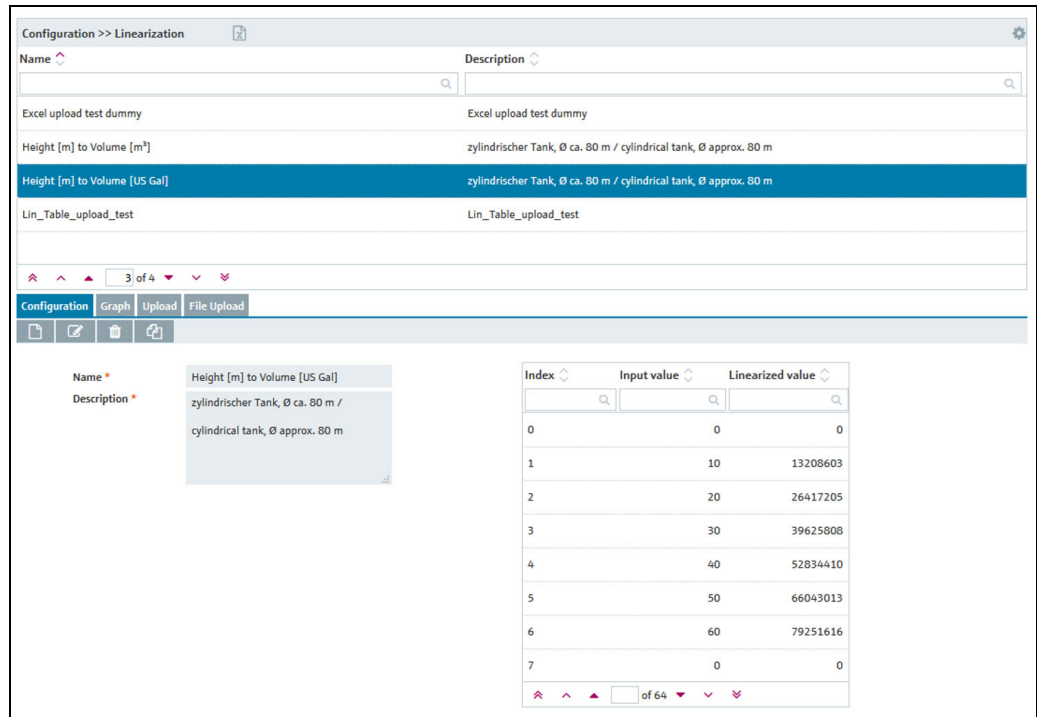 Configuration >> Linearization
Name Description
Excel upload test dummy Excel upload test dummy
Height [m] to Volume [m³] zylindrischer Tank, Ø ca. 80 m / cylindrical tank, Ø approx. 80 m
Height [m] to Volume [US Gal] zylindrischer Tank, Ø ca. 80 m / cylindrical tank, Ø approx. 80 m
Lin_Table_upload_test Lin_Table_upload_test
3 of 4
Configuration Graph Upload File Upload
Name * Height [m] to Volume [US Gal]
Description * zylindrischer Tank, Ø ca. 80 m /
cylindrical tank, Ø approx. 80 m
Index Input value Linearized value
0 0 0
1 10 13208603
2 20 26417205
3 30 39625808
4 40 52834410
5 50 66043013
6 60 79251616
7 0 0
of 64